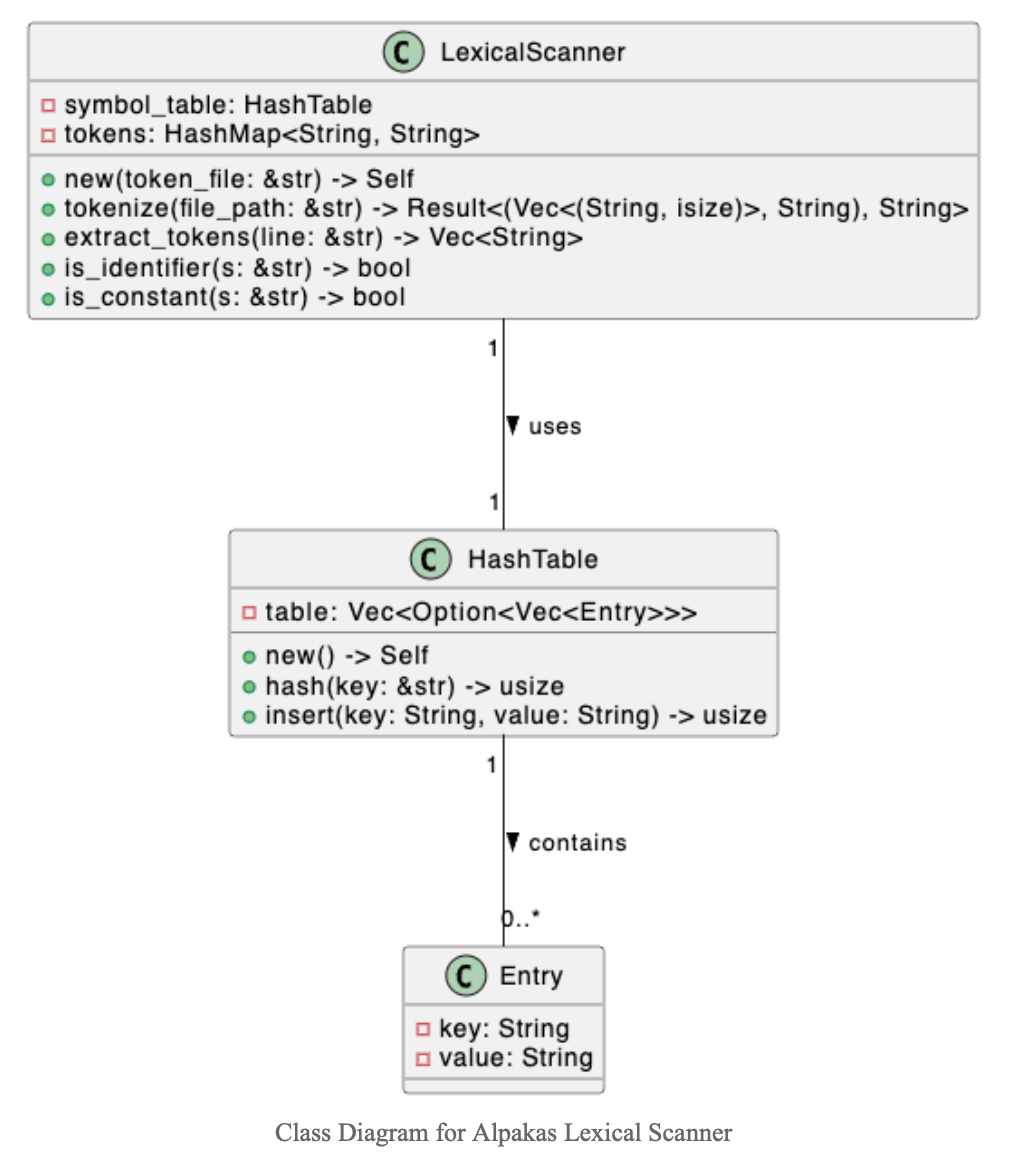 C LexicalScanner
symbol_table: HashTable
tokens: HashMap<String, String>
new(token_file: &str) -> Self
tokenize(file_path: &str) -> Result<(Vec<(String, isize)>, String), String>
extract_tokens(line: &str) -> Vec<String>
is_identifier(s: &str) -> bool
is_constant(s: &str) -> bool
1
uses
1
C HashTable
table: Vec<Option<Vec<Entry>>>
new() -> Self
hash(key: &str) -> usize
insert(key: String, value: String) -> usize
1
contains
0..*
C Entry
key: String
value: String
Class Diagram for Alpakas Lexical Scanner